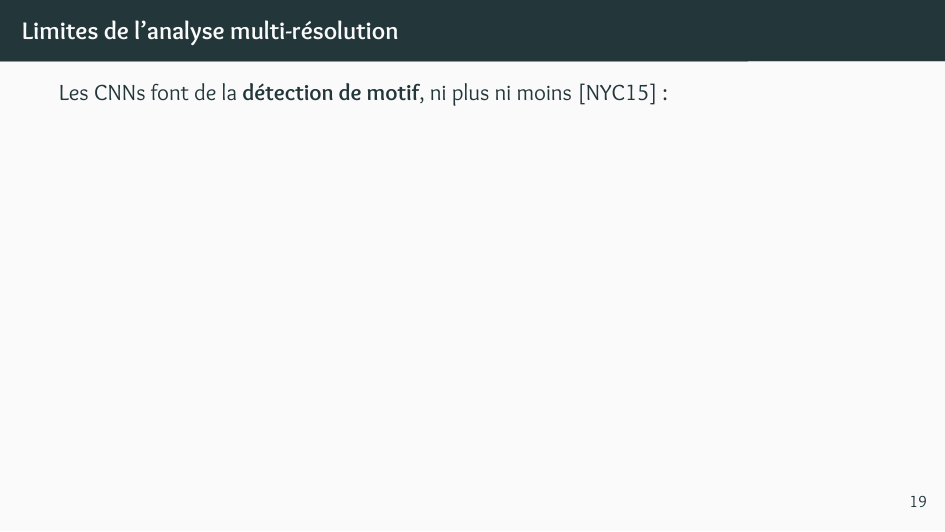 Limites de l’analyse multi-résolution
Les CNNs font de la détection de motif, ni plus ni moins [NYC15] :
19